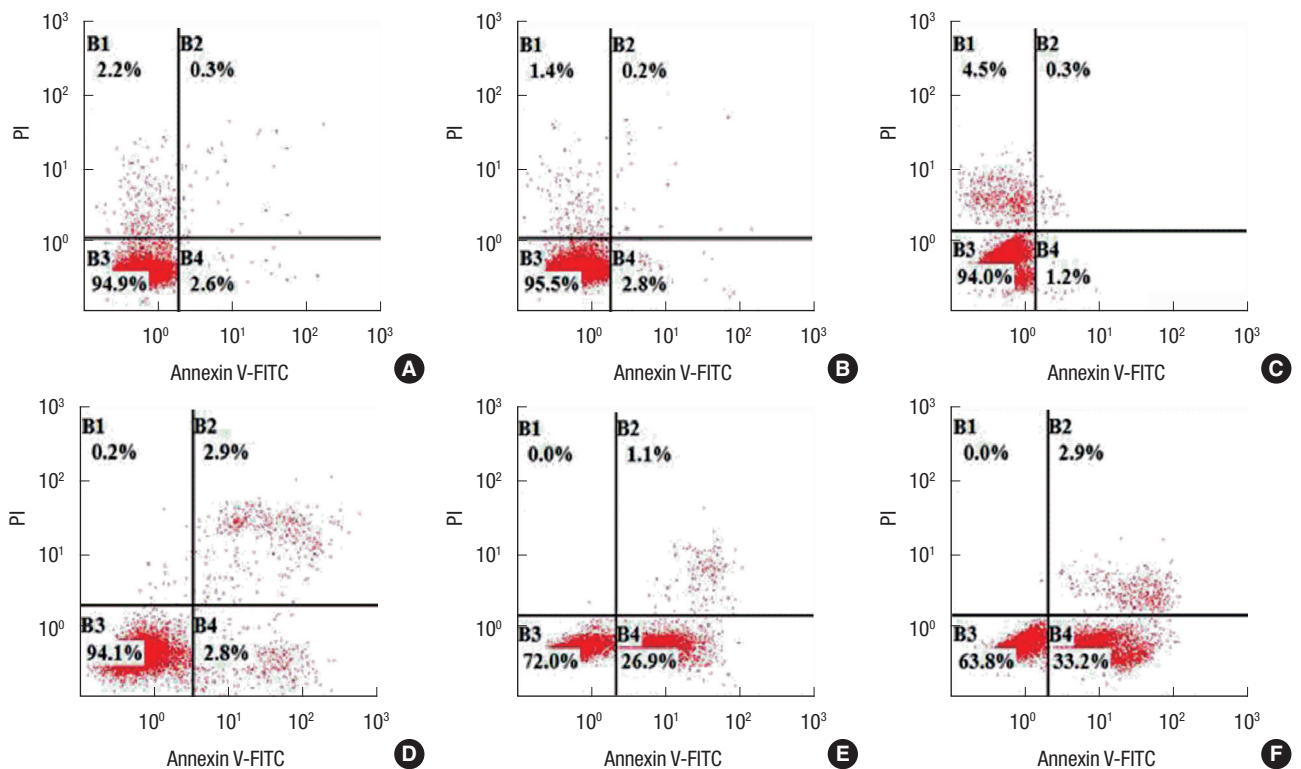 10³
B1 B2
2.2% 0.3%
10²
PI
10¹
10⁰
B3 B4
94.9% 2.6%
10⁰ 10¹ 10² 10³
Annexin V-FITC
A
10³
B1 B2
1.4% 0.2%
10²
PI
10¹
10⁰
B3 B4
95.5% 2.8%
10⁰ 10¹ 10² 10³
Annexin V-FITC
B
10³
B1 B2
4.5% 0.3%
10²
PI
10¹
10⁰
B3 B4
94.0% 1.2%
10⁰ 10¹ 10² 10³
Annexin V-FITC
C
10³
B1 B2
0.2% 2.9%
10²
PI
10¹
10⁰
B3 B4
94.1% 2.8%
10⁰ 10¹ 10² 10³
Annexin V-FITC
D
10³
B1 B2
0.0% 1.1%
10²
PI
10¹
10⁰
B3 B4
72.0% 26.9%
10⁰ 10¹ 10² 10³
Annexin V-FITC
E
10³
B1 B2
0.0% 2.9%
10²
PI
10¹
10⁰
B3 B4
63.8% 33.2%
10⁰ 10¹ 10² 10³
Annexin V-FITC
F